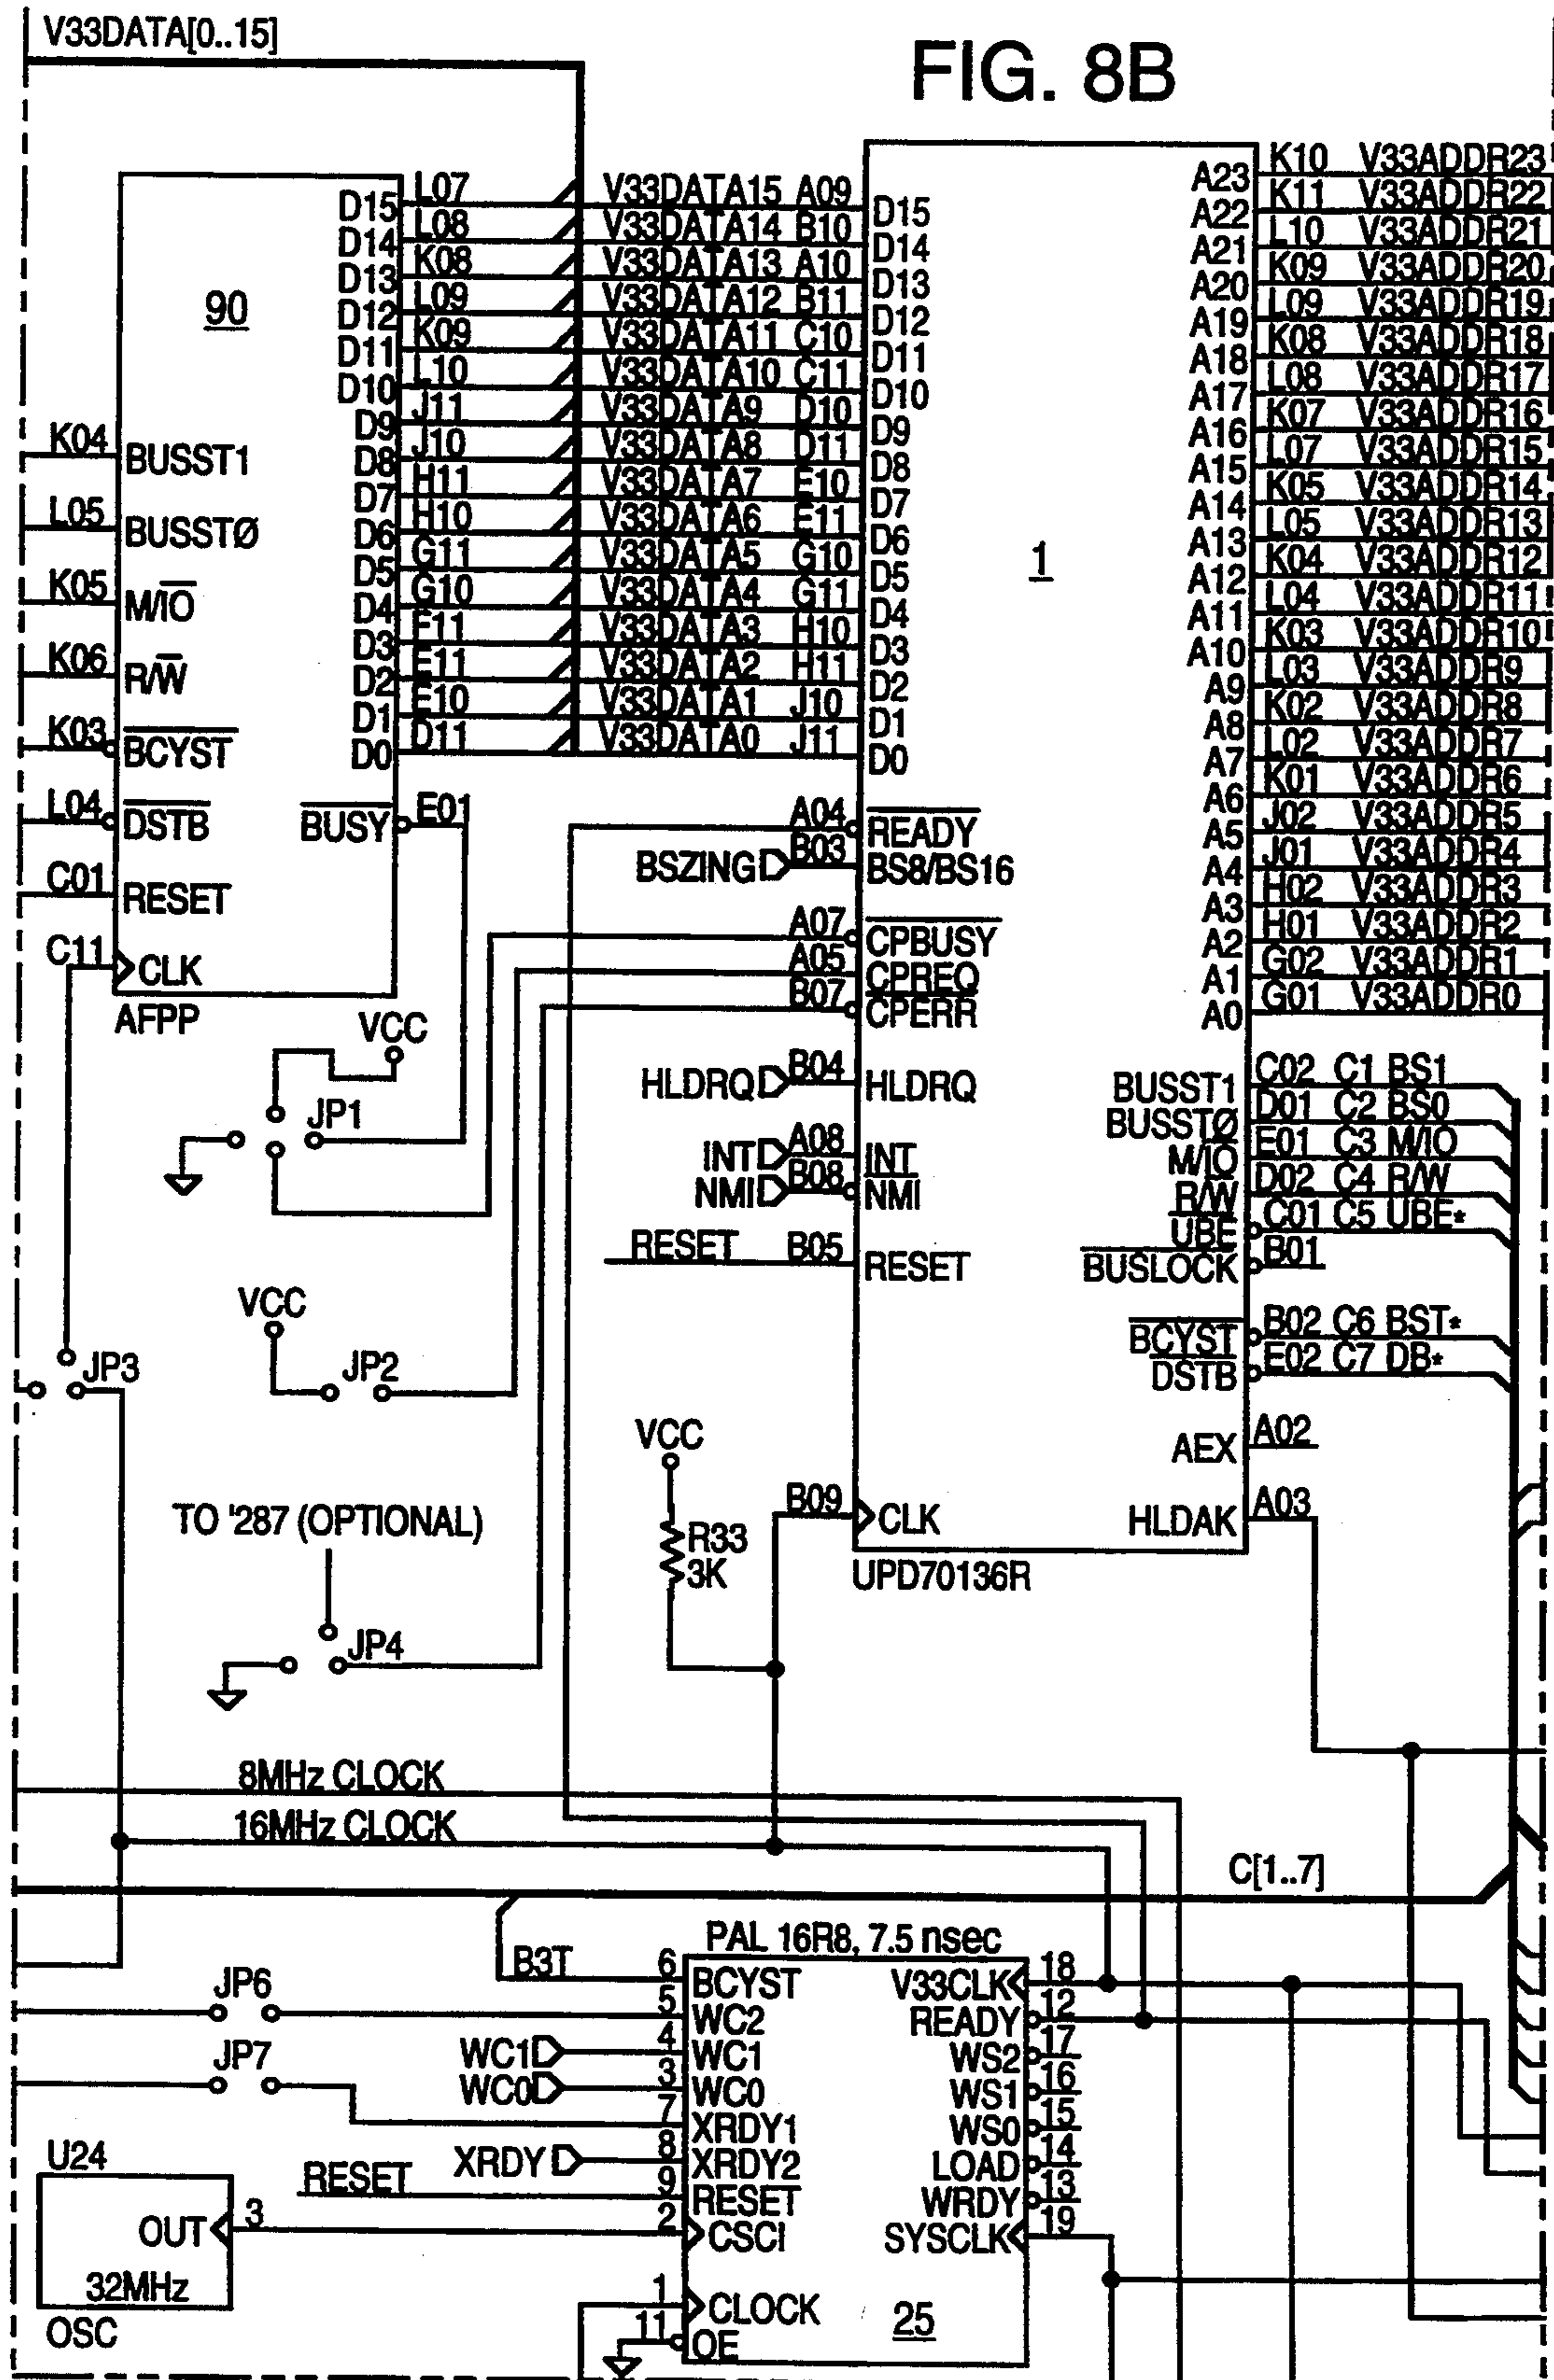 V33DATA[0..15]
FIG. 8B
90
D15 L07
D14 L08
D13 K08
D12 L09
D11 K09
D10 L10
D9 J11
D8 J10
D7 H11
D6 H10
D5 G11
D4 G10
D3 F11
D2 E11
D1 E10
D0 D11
K04 BUSST1
L05 BUSSTØ
K05 M/IO
K06 R/W
K03 BCYST
L04 DSTB
BUSY E01
C01 RESET
C11 CLK
AFPP
V33DATA15 A09 D15
V33DATA14 B10 D14
V33DATA13 A10 D13
V33DATA12 B11 D12
V33DATA11 C10 D11
V33DATA10 C11 D10
V33DATA9 D10 D9
V33DATA8 D11 D8
V33DATA7 E10 D7
V33DATA6 E11 D6
V33DATA5 G10 D5
V33DATA4 G11 D4
V33DATA3 H10 D3
V33DATA2 H11 D2
V33DATA1 J10 D1
V33DATA0 J11 D0
1
A04 READY
BSZING B03 BS8/BS16
A07 CPBUSY
A05 CPREQ
B07 CPERR
HLDRQ B04 HLDRQ
INT A08 INT
NMI B08 NMI
RESET B05 RESET
B09 CLK
UPD70136R
A23 K10 V33ADDR23
A22 K11 V33ADDR22
A21 L10 V33ADDR21
A20 K09 V33ADDR20
A19 L09 V33ADDR19
A18 K08 V33ADDR18
A17 L08 V33ADDR17
A16 K07 V33ADDR16
A15 L07 V33ADDR15
A14 K05 V33ADDR14
A13 L05 V33ADDR13
A12 K04 V33ADDR12
A11 L04 V33ADDR11
A10 K03 V33ADDR10
A9 L03 V33ADDR9
A8 K02 V33ADDR8
A7 L02 V33ADDR7
A6 K01 V33ADDR6
A5 J02 V33ADDR5
A4 J01 V33ADDR4
A3 H02 V33ADDR3
A2 H01 V33ADDR2
A1 G02 V33ADDR1
A0 G01 V33ADDR0
BUSST1 C02 C1 BS1
BUSSTØ D01 C2 BS0
M/IO E01 C3 M/IO
R/W D02 C4 R/W
UBE C01 C5 UBE*
BUSLOCK B01
BCYST B02 C6 BST*
DSTB E02 C7 DB*
AEX A02
HLDAK A03
VCC
JP1
VCC
JP2
JP3
VCC
R33
3K
TO '287 (OPTIONAL)
JP4
8MHz CLOCK
16MHz CLOCK
C[1..7]
PAL 16R8, 7.5 nsec
B3T 6 BCYST
JP6 5 WC2
WC1 4 WC1
WC0 3 WC0
JP7 7 XRDY1
XRDY 8 XRDY2
RESET 9 RESET
2 CSCI
1 CLOCK
11 OE
V33CLK 18
READY 12
WS2 17
WS1 16
WS0 15
LOAD 14
WRDY 13
SYSCLK 19
25
U24
OUT 3
32MHz
OSC